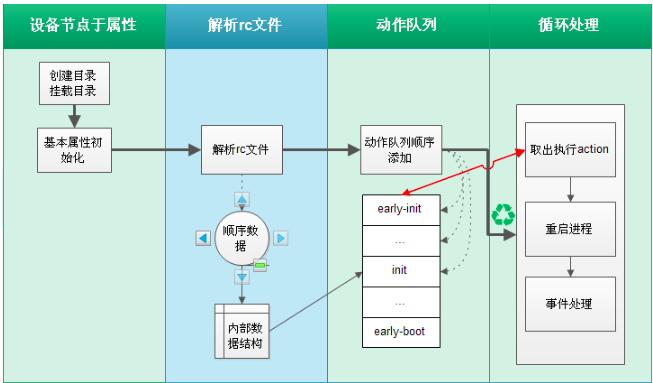 设备节点于属性
解析rc文件
动作队列
循环处理
创建目录
挂载目录
基本属性初
始化
解析rc文件
顺序数
据
内部数
据结构
动作队列顺序
添加
early-init
...
init
...
early-boot
取出执行action
重启进程
事件处理